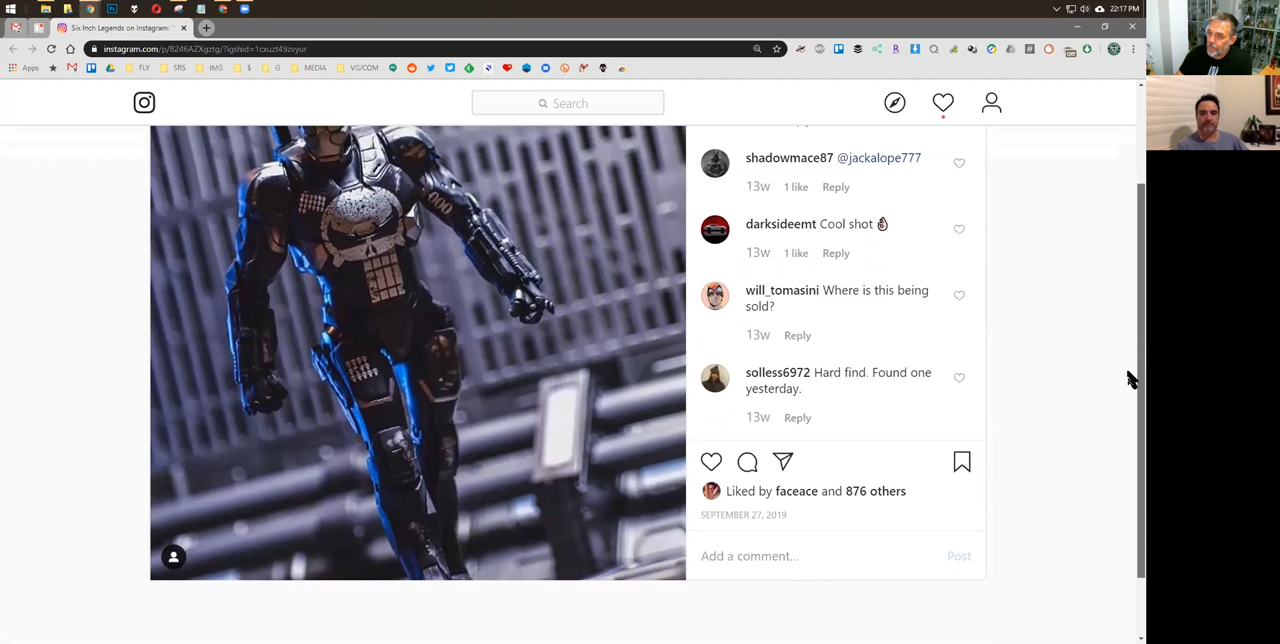 22:17 PM
Six Inch Legends on Instagram:
instagram.com/p/B246AZXgztg/?igshid=1cxuzt49zvyur
Apps
FLY
SRS
IMG
$
G
MEDIA
VG/COM
Search
shadowmace87 @jackalope777
13w 1 like Reply
darksideemt Cool shot 👌🏻
13w 1 like Reply
will_tomasini Where is this being
sold?
13w Reply
solless6972 Hard find. Found one
yesterday.
13w Reply
Liked by faceace and 876 others
SEPTEMBER 27, 2019
Add a comment... Post